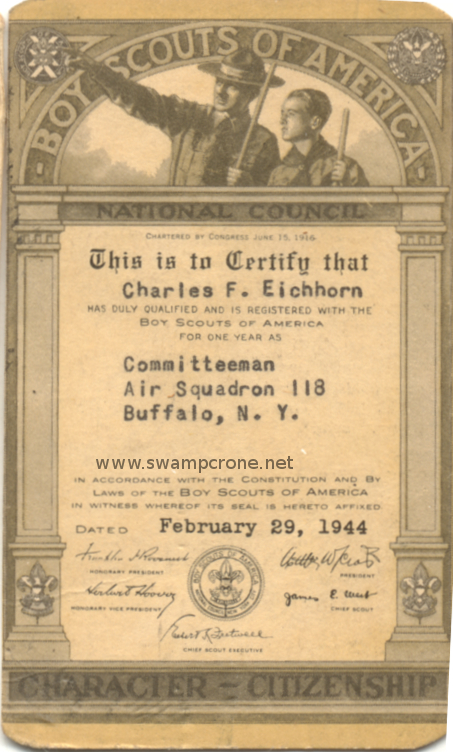 BOY SCOUTS OF AMERICA
NATIONAL COUNCIL
CHARTERED BY CONGRESS JUNE 15, 1916
This is to Certify that
Charles F. Eichhorn
HAS DULY QUALIFIED AND IS REGISTERED WITH THE
BOY SCOUTS OF AMERICA
FOR ONE YEAR AS
Committeeman
Air Squadron 118
Buffalo, N. Y.
www.swampcrone.net
IN ACCORDANCE WITH THE CONSTITUTION AND BY
LAWS OF THE BOY SCOUTS OF AMERICA
IN WITNESS WHEREOF ITS SEAL IS HERETO AFFIXED
DATED February 29, 1944
Franklin D Roosevelt
HONORARY PRESIDENT
PRESIDENT
Herbert Hoover
HONORARY VICE PRESIDENT
BOY SCOUTS OF AMERICA
James E. West
CHIEF SCOUT
CHIEF SCOUT EXECUTIVE
CHARACTER - CITIZENSHIP